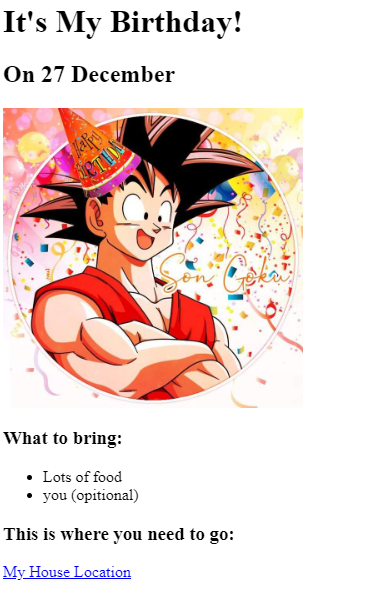 It's My Birthday!
On 27 December
Happy
BIRTHDAY
Son Goku
What to bring:
Lots of food
you (opitional)
This is where you need to go:
My House Location